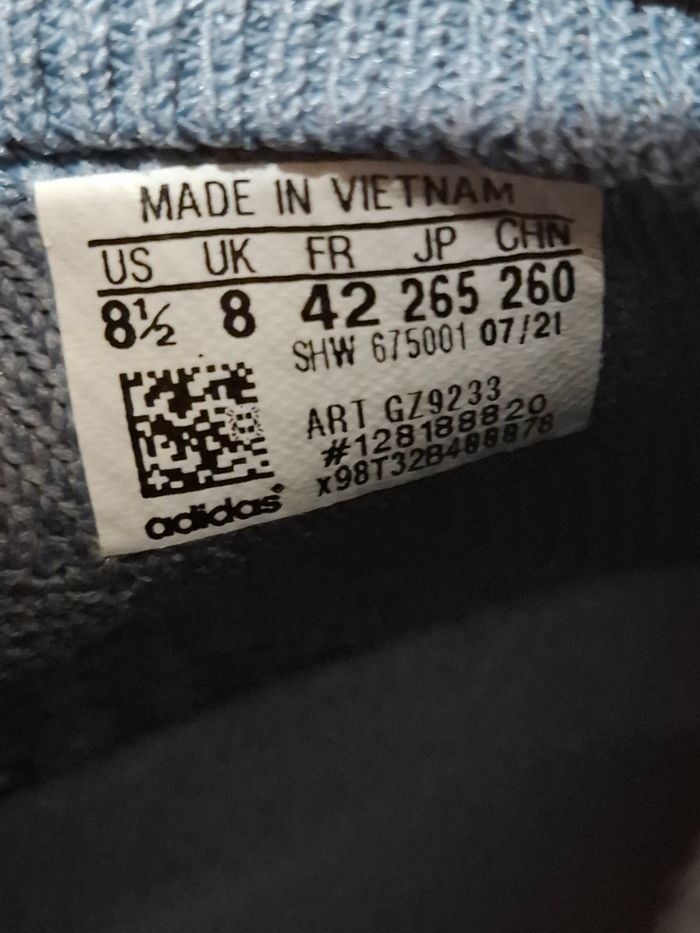 MADE IN VIETNAM
US UK FR JP CHN
8½ 8 42 265 260
SHW 675001 07/21
ART GZ9233
#128188820
x98T32B400878
adidas®